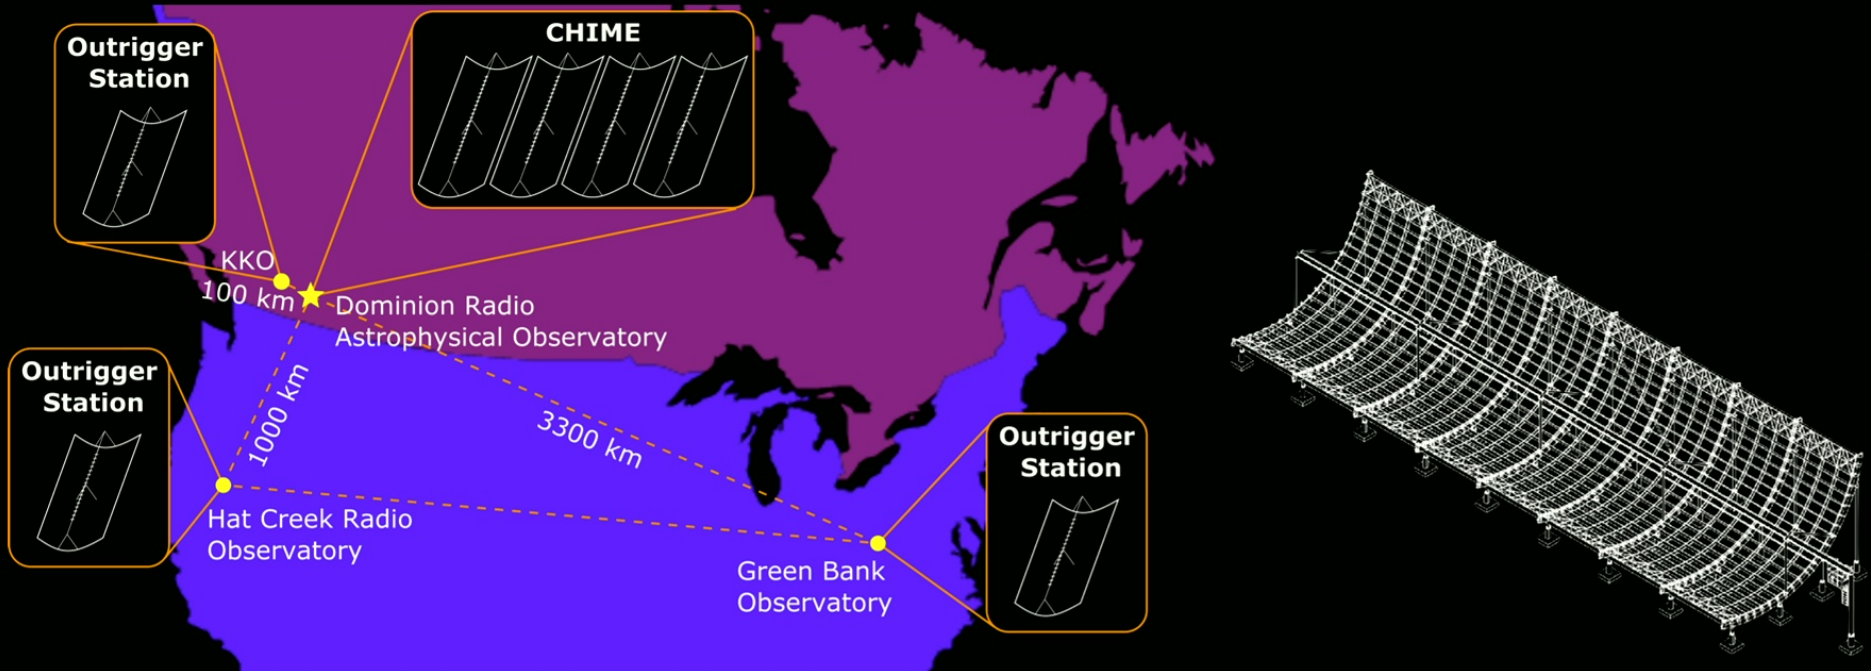 Outrigger
Station
CHIME
KKO
100 km
Dominion Radio
Astrophysical Observatory
Outrigger
Station
1000 km
3300 km
Hat Creek Radio
Observatory
Outrigger
Station
Green Bank
Observatory